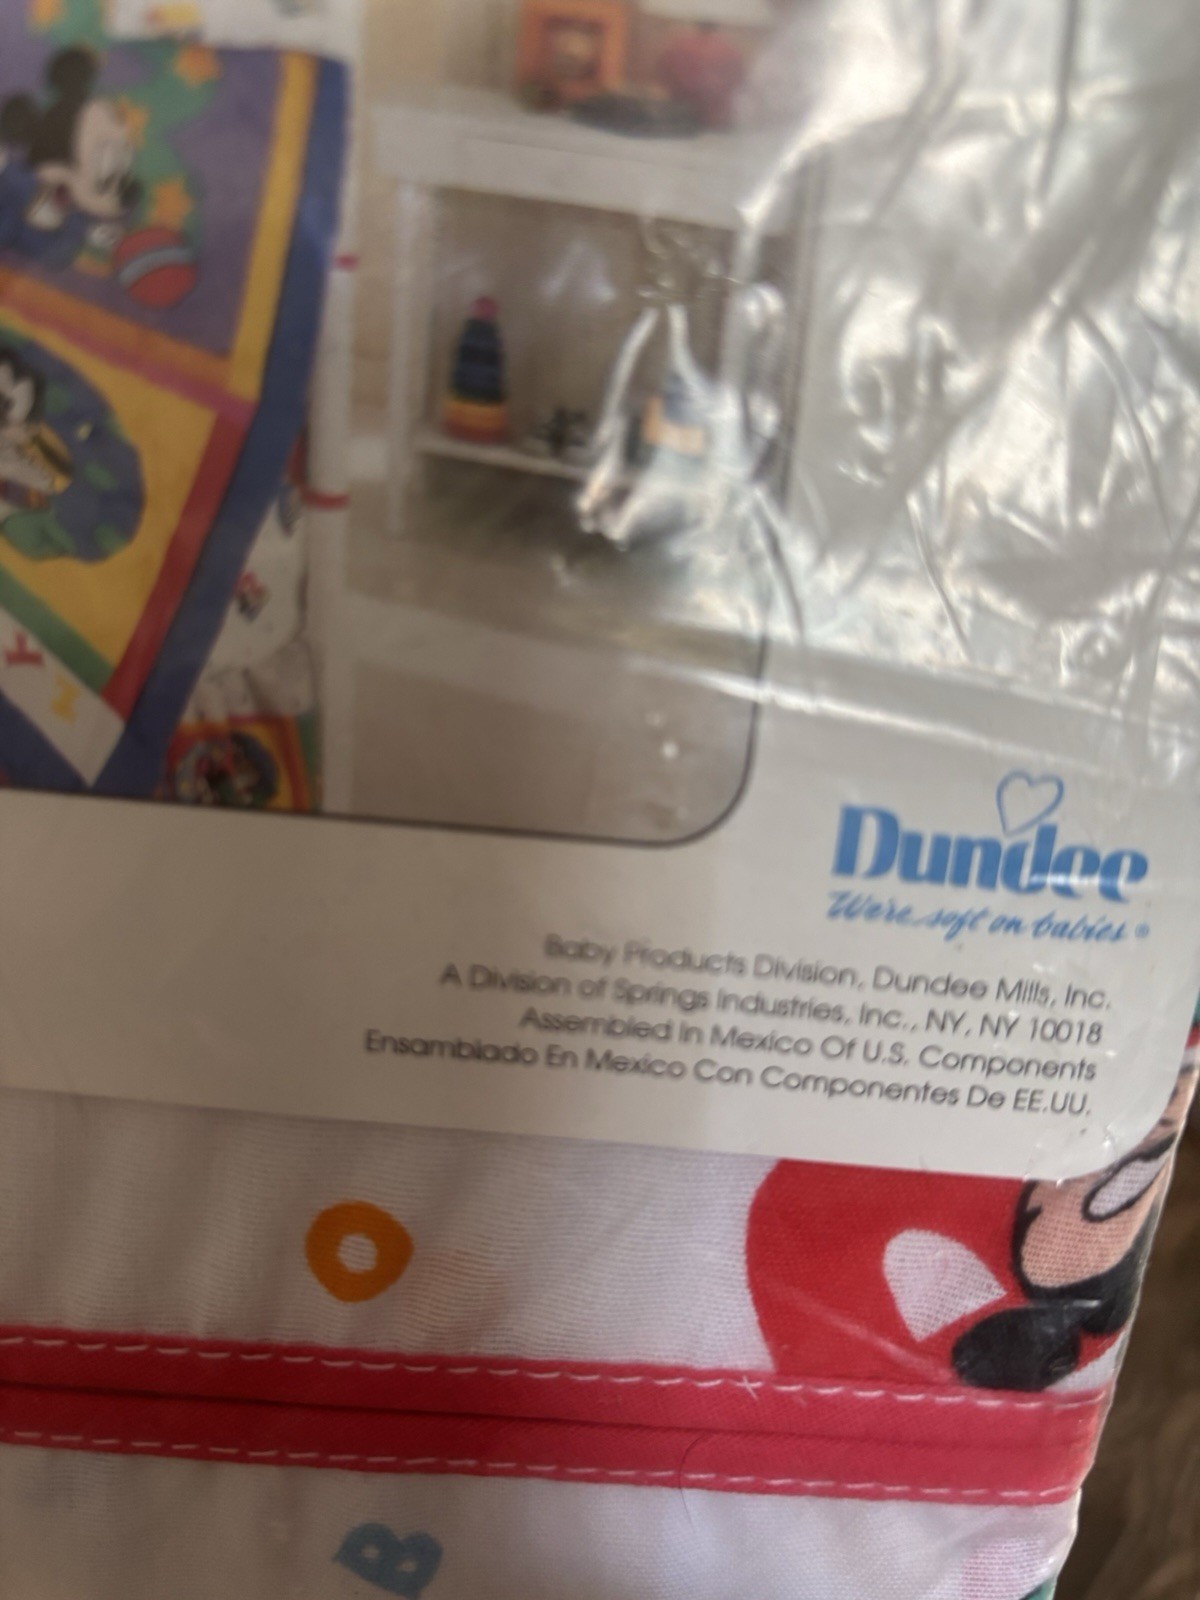 Dundee
We're soft on babies®
Baby Products Division, Dundee Mills, Inc.
A Division of Springs Industries, Inc., NY, NY 10018
Assembled In Mexico Of U.S. Components
Ensamblado En Mexico Con Componentes De EE.UU.
O
B